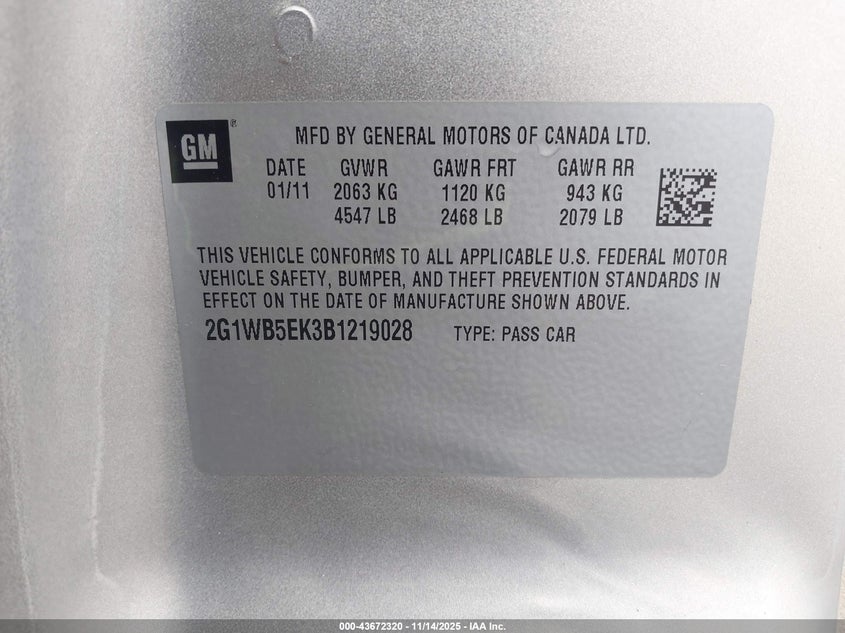 GM
MFD BY GENERAL MOTORS OF CANADA LTD.
DATE GVWR GAWR FRT GAWR RR
01/11 2063 KG 1120 KG 943 KG
4547 LB 2468 LB 2079 LB
THIS VEHICLE CONFORMS TO ALL APPLICABLE U.S. FEDERAL MOTOR
VEHICLE SAFETY, BUMPER, AND THEFT PREVENTION STANDARDS IN
EFFECT ON THE DATE OF MANUFACTURE SHOWN ABOVE.
2G1WB5EK3B1219028 TYPE: PASS CAR
000-43672320 - 11/14/2025 - IAA Inc.